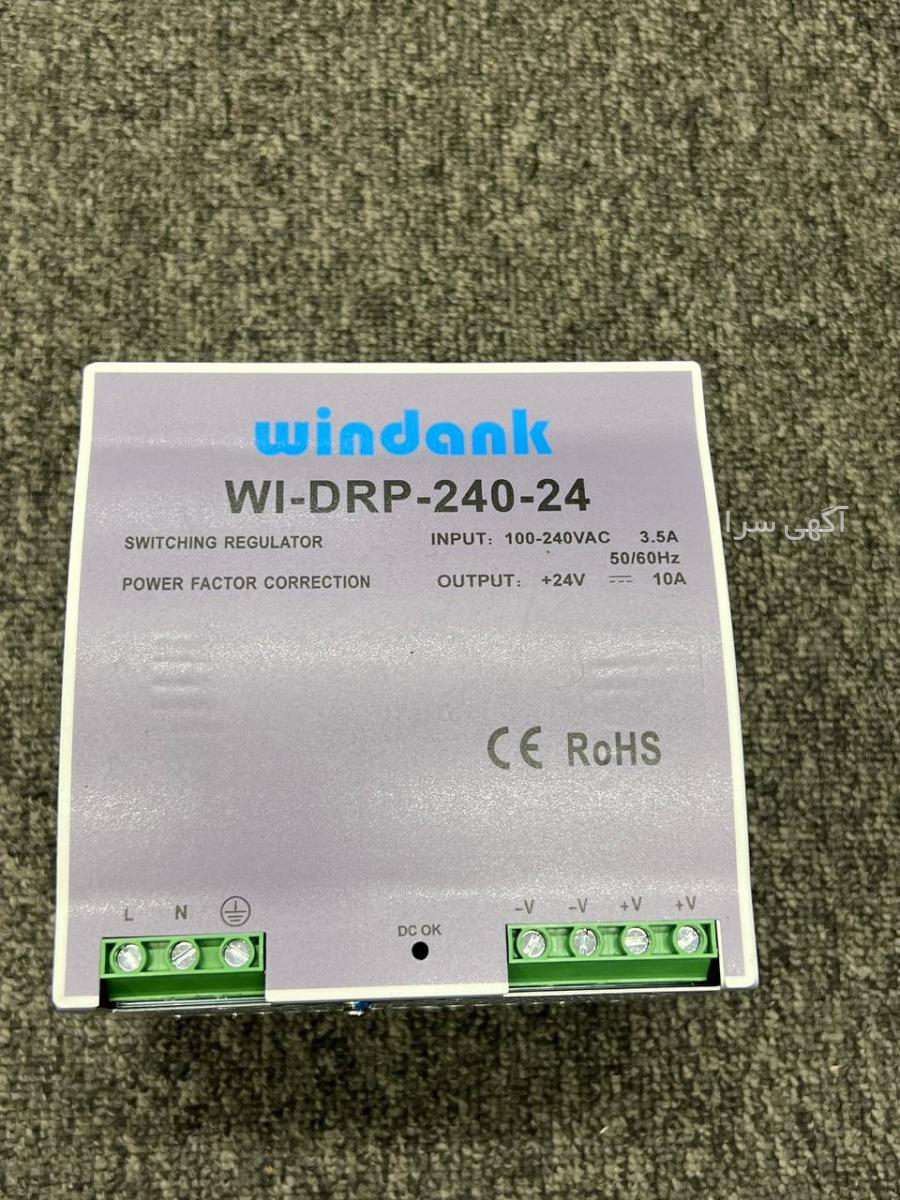 windank
WI-DRP-240-24
SWITCHING REGULATOR
INPUT: 100-240VAC 3.5A
50/60Hz
POWER FACTOR CORRECTION
OUTPUT: +24V ⎓ 10A
آگهی سرا
CE RoHS
L N
DC OK
-V -V +V +V